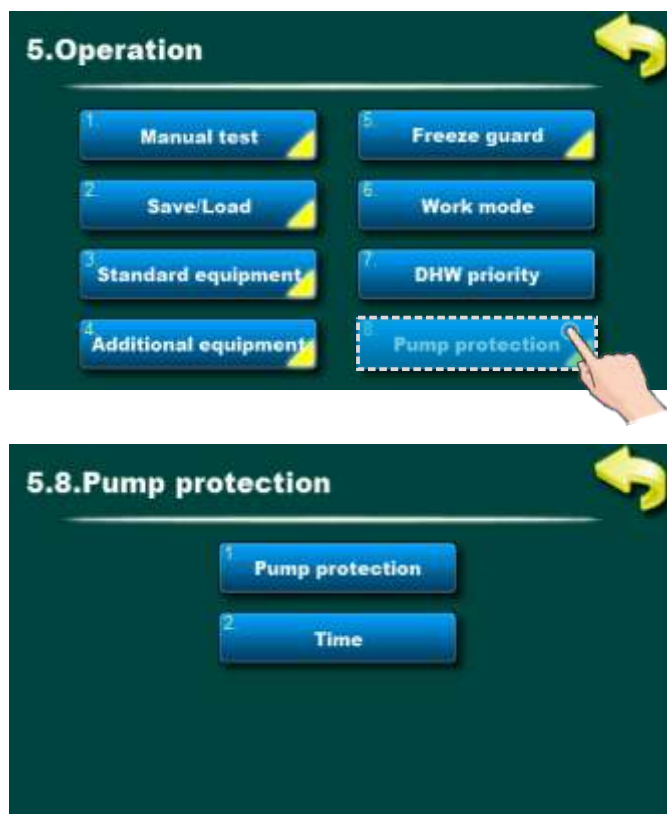 5.Operation
1.
Manual test
2.
Save/Load
3.
Standard equipment
4.
Additional equipment
5.
Freeze guard
6.
Work mode
7.
DHW priority
8
Pump protection
5.8.Pump protection
1
Pump protection
2.
Time